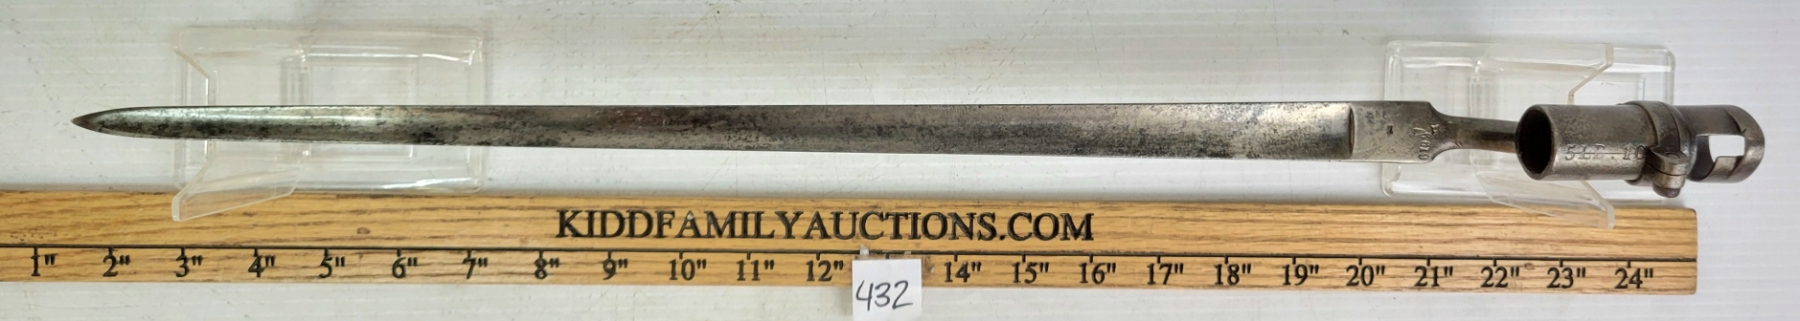 KIDDFAMILYAUCTIONS.COM
1" 2" 3" 4" 5" 6" 7" 8" 9" 10" 11" 12" 14" 15" 16" 17" 18" 19" 20" 21" 22" 23" 24"
432